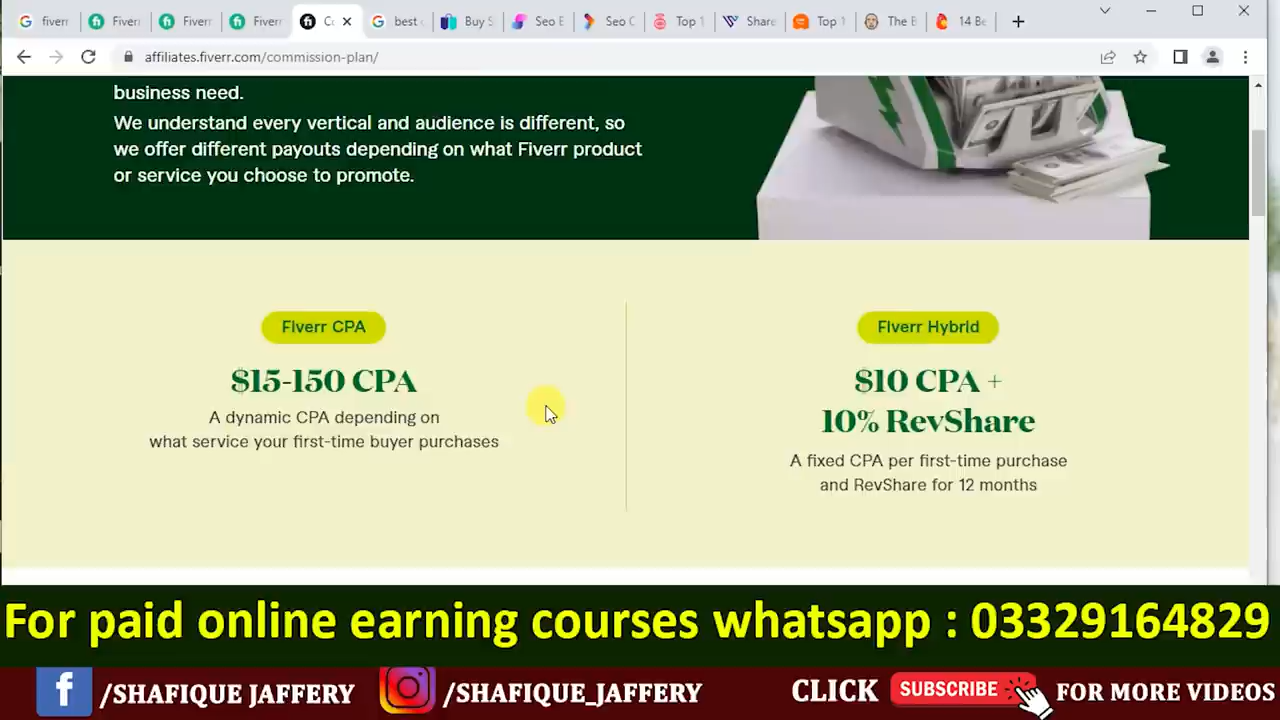 fiverr
Fiverr
Fiverr
Fiverr
best
Buy S
Seo E
Seo C
Top 1
Share
Top 1
The B
14 Be
affiliates.fiverr.com/commission-plan/
business need.
We understand every vertical and audience is different, so
we offer different payouts depending on what Fiverr product
or service you choose to promote.
Fiverr CPA
$15-150 CPA
A dynamic CPA depending on
what service your first-time buyer purchases
Fiverr Hybrid
$10 CPA +
10% RevShare
A fixed CPA per first-time purchase
and RevShare for 12 months
For paid online earning courses whatsapp : 03329164829
/SHAFIQUE JAFFERY
/SHAFIQUE_JAFFERY
CLICK SUBSCRIBE FOR MORE VIDEOS